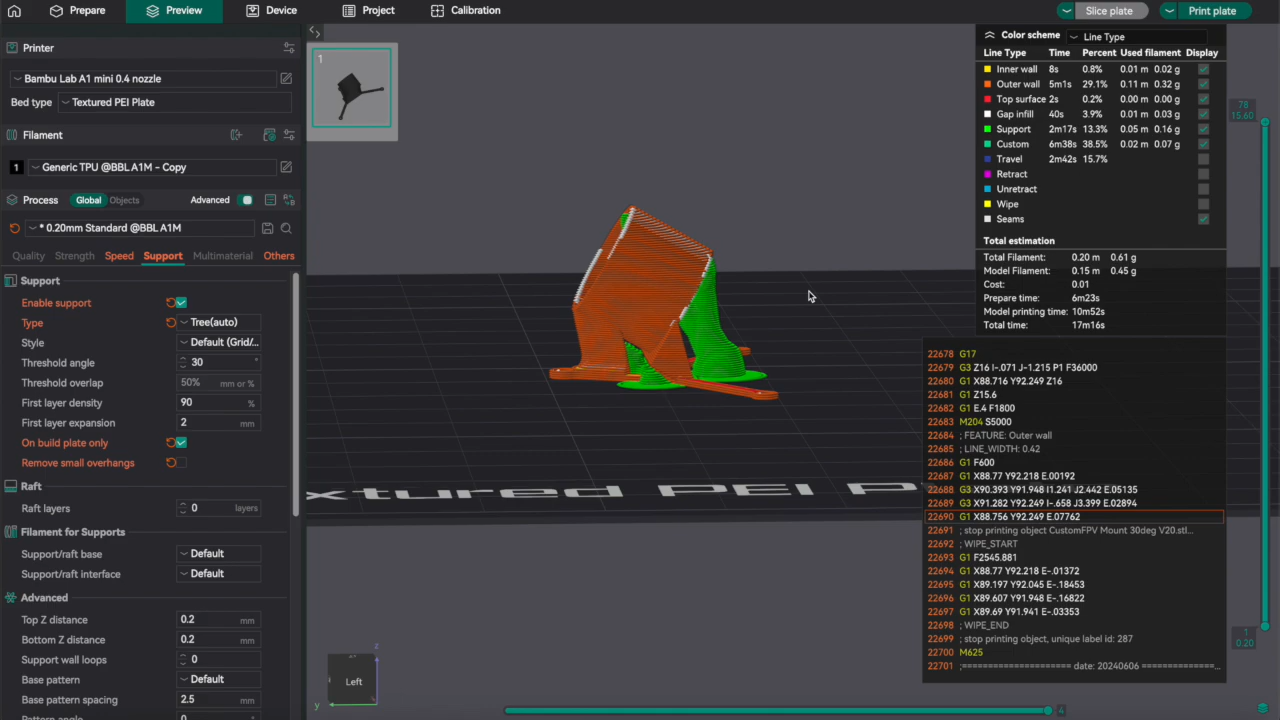 Prepare
Preview
Device
Project
Calibration
Slice plate
Print plate
Printer
Bambu Lab A1 mini 0.4 nozzle
Bed type
Textured PEI Plate
Filament
1
Generic TPU @BBL A1M - Copy
Process
Global
Objects
Advanced
* 0.20mm Standard @BBL A1M
Quality
Strength
Speed
Support
Multimaterial
Others
Support
Enable support
Type
Tree(auto)
Style
Default (Grid/...
Threshold angle
30
°
Threshold overlap
50%
mm or %
First layer density
90
%
First layer expansion
2
mm
On build plate only
Remove small overhangs
Raft
Raft layers
0
layers
Filament for Supports
Support/raft base
Default
Support/raft interface
Default
Advanced
Top Z distance
0.2
mm
Bottom Z distance
0.2
mm
Support wall loops
0
Base pattern
Default
Base pattern spacing
2.5
mm
Pattern angle
0
1
xtured PEI P
Left
z
y
Color scheme
Line Type
Line Type Time Percent Used filament Display
Inner wall 8s 0.8% 0.01 m 0.02 g
Outer wall 5m1s 29.1% 0.11 m 0.32 g
Top surface 2s 0.2% 0.00 m 0.00 g
Gap infill 40s 3.9% 0.01 m 0.03 g
Support 2m17s 13.3% 0.05 m 0.16 g
Custom 6m38s 38.5% 0.02 m 0.07 g
Travel 2m42s 15.7%
Retract
Unretract
Wipe
Seams
Total estimation
Total Filament: 0.20 m 0.61 g
Model Filament: 0.15 m 0.45 g
Cost: 0.01
Prepare time: 6m23s
Model printing time: 10m52s
Total time: 17m16s
78
15.60
22678 G17
22679 G3 Z16 I-.071 J-1.215 P1 F36000
22680 G1 X88.716 Y92.249 Z16
22681 G1 Z15.6
22682 G1 E.4 F1800
22683 M204 S5000
22684 ; FEATURE: Outer wall
22685 ; LINE_WIDTH: 0.42
22686 G1 F600
22687 G1 X88.77 Y92.218 E.00192
22688 G3 X90.393 Y91.948 I1.241 J2.442 E.05135
22689 G3 X91.282 Y92.249 I-.658 J3.399 E.02894
22690 G1 X88.756 Y92.249 E.07762
22691 ; stop printing object CustomFPV Mount 30deg V20.stl...
22692 ; WIPE_START
22693 G1 F2545.881
22694 G1 X88.77 Y92.218 E-.01372
22695 G1 X89.197 Y92.045 E-.18453
22696 G1 X89.607 Y91.948 E-.16822
22697 G1 X89.69 Y91.941 E-.03353
22698 ; WIPE_END
22699 ; stop printing object, unique label id: 287
22700 M625
22701 ;===================== date: 20240606 ==============...
1
0.20
4